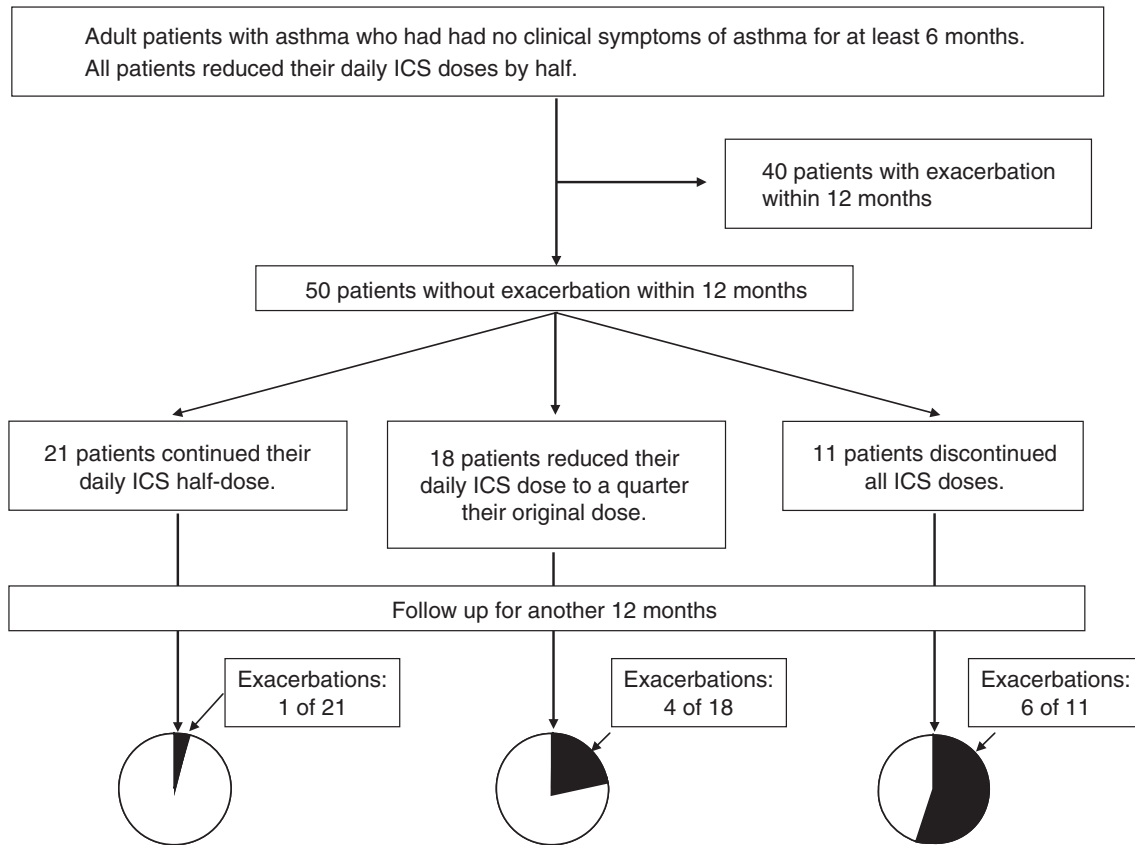 Adult patients with asthma who had had no clinical symptoms of asthma for at least 6 months.
All patients reduced their daily ICS doses by half.
40 patients with exacerbation
within 12 months
50 patients without exacerbation within 12 months
21 patients continued their
daily ICS half-dose.
18 patients reduced their
daily ICS dose to a quarter
their original dose.
11 patients discontinued
all ICS doses.
Follow up for another 12 months
Exacerbations:
1 of 21
Exacerbations:
4 of 18
Exacerbations:
6 of 11